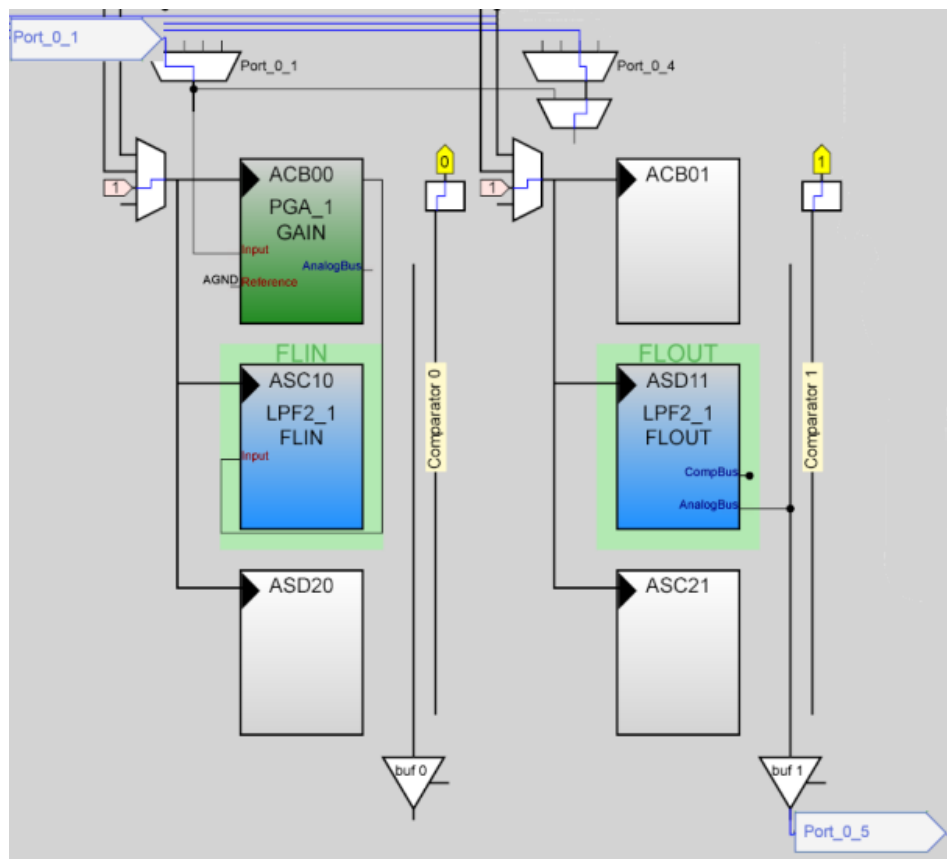 Port_0_1
Port_0_1
Port_0_4
0
1
1
1
ACB00
PGA_1
GAIN
Input
AnalogBus
AGND
Reference
ACB01
FLIN
ASC10
LPF2_1
FLIN
Input
Comparator 0
FLOUT
ASD11
LPF2_1
FLOUT
CompBus
AnalogBus
Comparator 1
ASD20
ASC21
buf 0
buf 1
Port_0_5